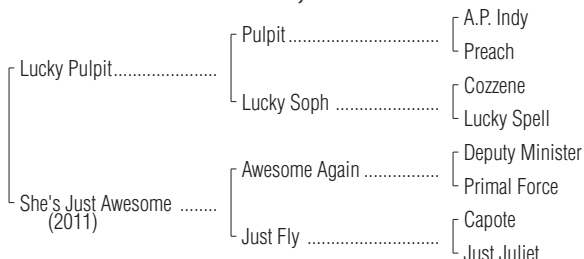 A.P. Indy
Pulpit
Preach
Lucky Pulpit
Cozzene
Lucky Soph
Lucky Spell
Deputy Minister
Awesome Again
Primal Force
She's Just Awesome
(2011)
Capote
Just Fly
Just Juliet